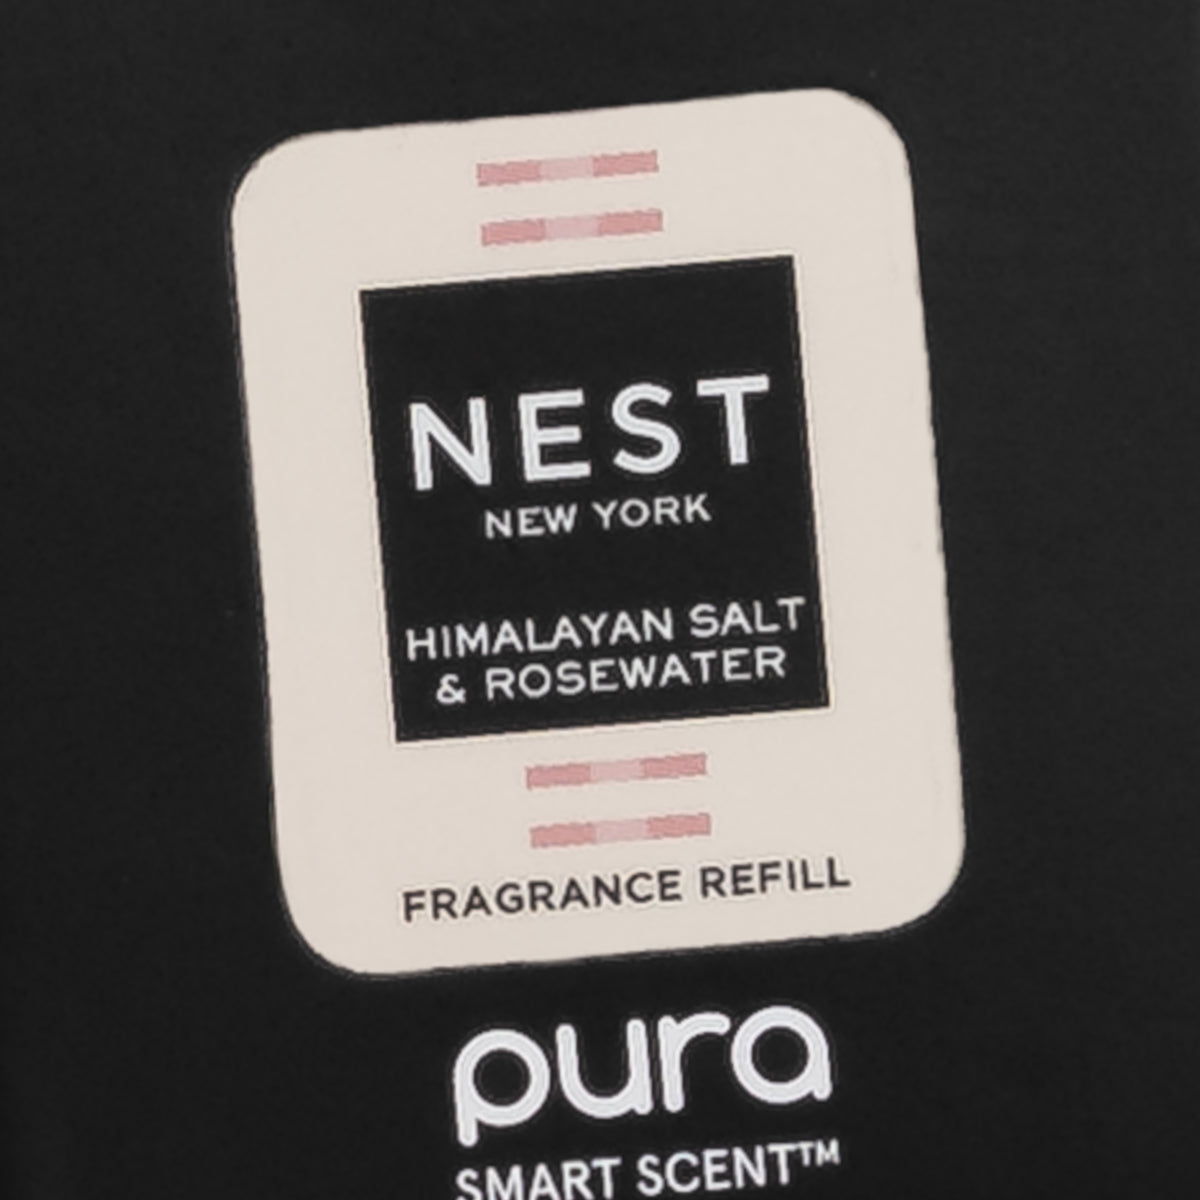 NEST
NEW YORK
HIMALAYAN SALT
& ROSEWATER
FRAGRANCE REFILL
pura
SMART SCENT™